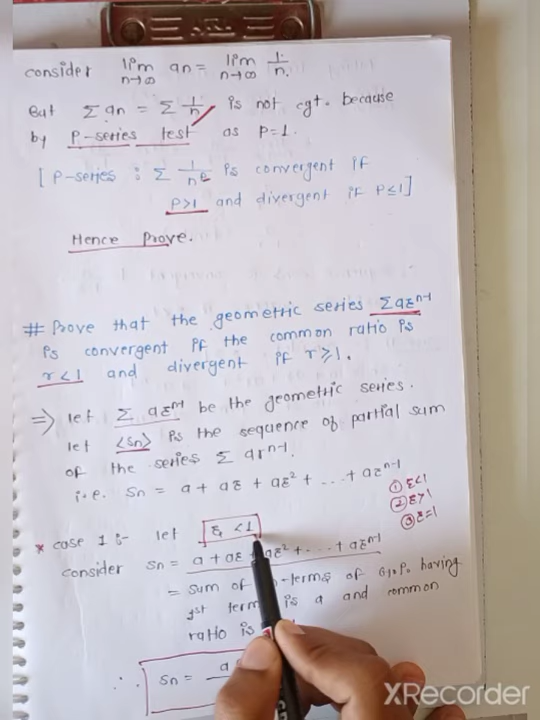 consider lim n→∞ an = lim n→∞ 1/n.
But Σ an = Σ 1/n is not cgt. because
by P-series test as P=1.
[ P-series : Σ 1/n^p is convergent if
P>1 and divergent if P≤1]
Hence Prove.
# Prove that the geometric series Σ ar^n-1
is convergent if the common ratio is
r<1 and divergent if r≥1.
⇒ let Σ ar^n-1 be the geometric series.
let <Sn> is the sequence of partial sum
of the series Σ ar^n-1.
i.e. Sn = a + ar + ar² + ... + ar^n-1
① r<1
② r>1
③ r=1
* case 1 :- let r <1
consider Sn = a + ar + ar² + ... + ar^n-1
= sum of -terms of G.P. having
1st term is a and common
ratio is
∴ Sn = a
XRecorder